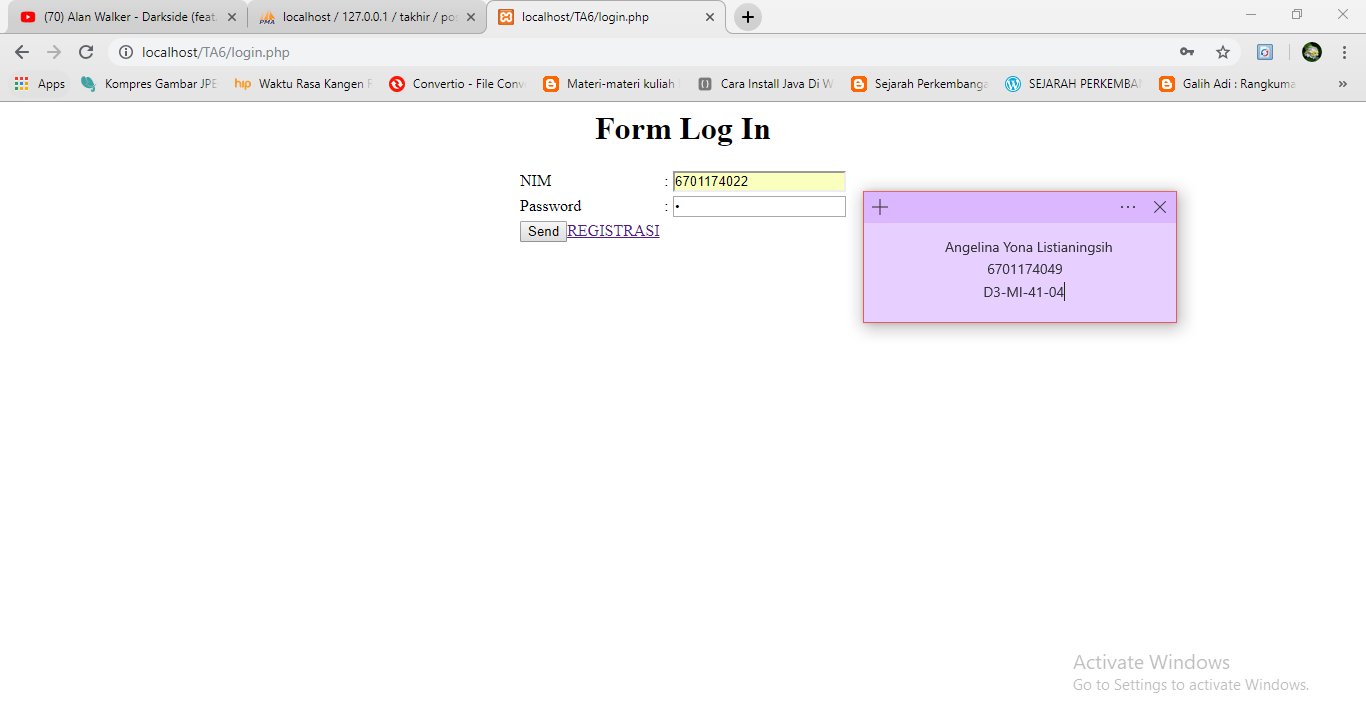 (70) Alan Walker - Darkside (feat.
localhost / 127.0.0.1 / takhir / po
localhost/TA6/login.php
localhost/TA6/login.php
Apps
Kompres Gambar JPE
hip
Waktu Rasa Kangen
Convertio - File Conv
Materi-materi kuliah
Cara Install Java Di W
Sejarah Perkembanga
SEJARAH PERKEMBA
Galih Adi : Rangkuma
»
Form Log In
NIM : 6701174022
Password : •
Send REGISTRASI
Angelina Yona Listianingsih
6701174049
D3-MI-41-04
Activate Windows
Go to Settings to activate Windows.